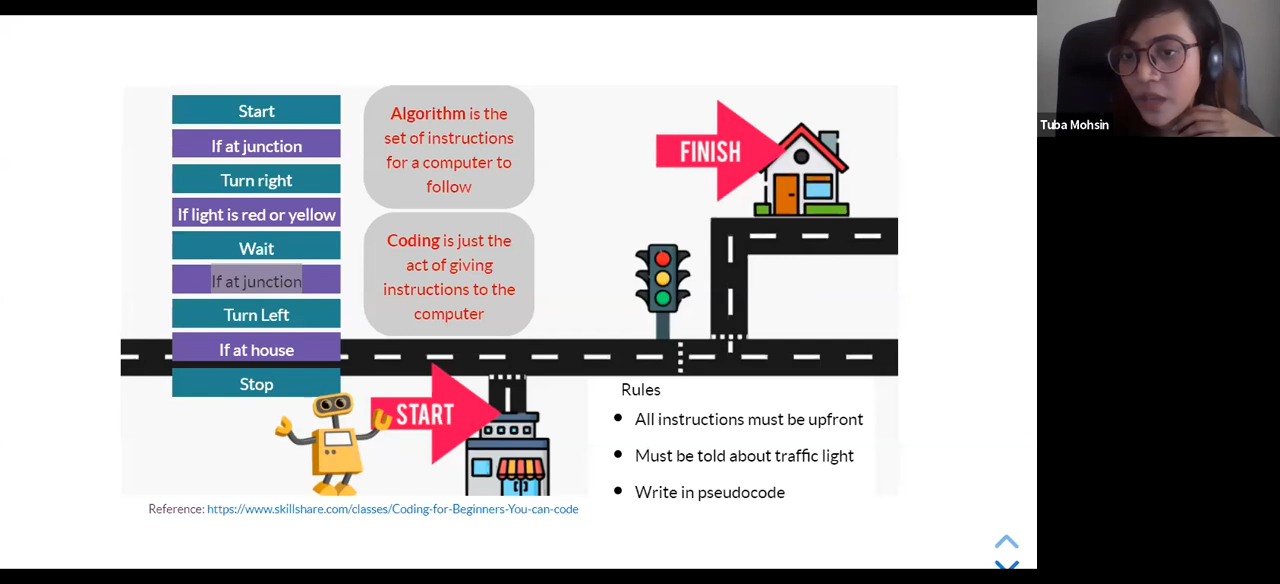 Start
If at junction
Turn right
If light is red or yellow
Wait
If at junction
Turn Left
If at house
Stop
Algorithm is the
set of instructions
for a computer to
follow
Coding is just the
act of giving
instructions to the
computer
FINISH
START
Rules
• All instructions must be upfront
• Must be told about traffic light
• Write in pseudocode
Reference: https://www.skillshare.com/classes/Coding-for-Beginners-You-can-code
Tuba Mohsin